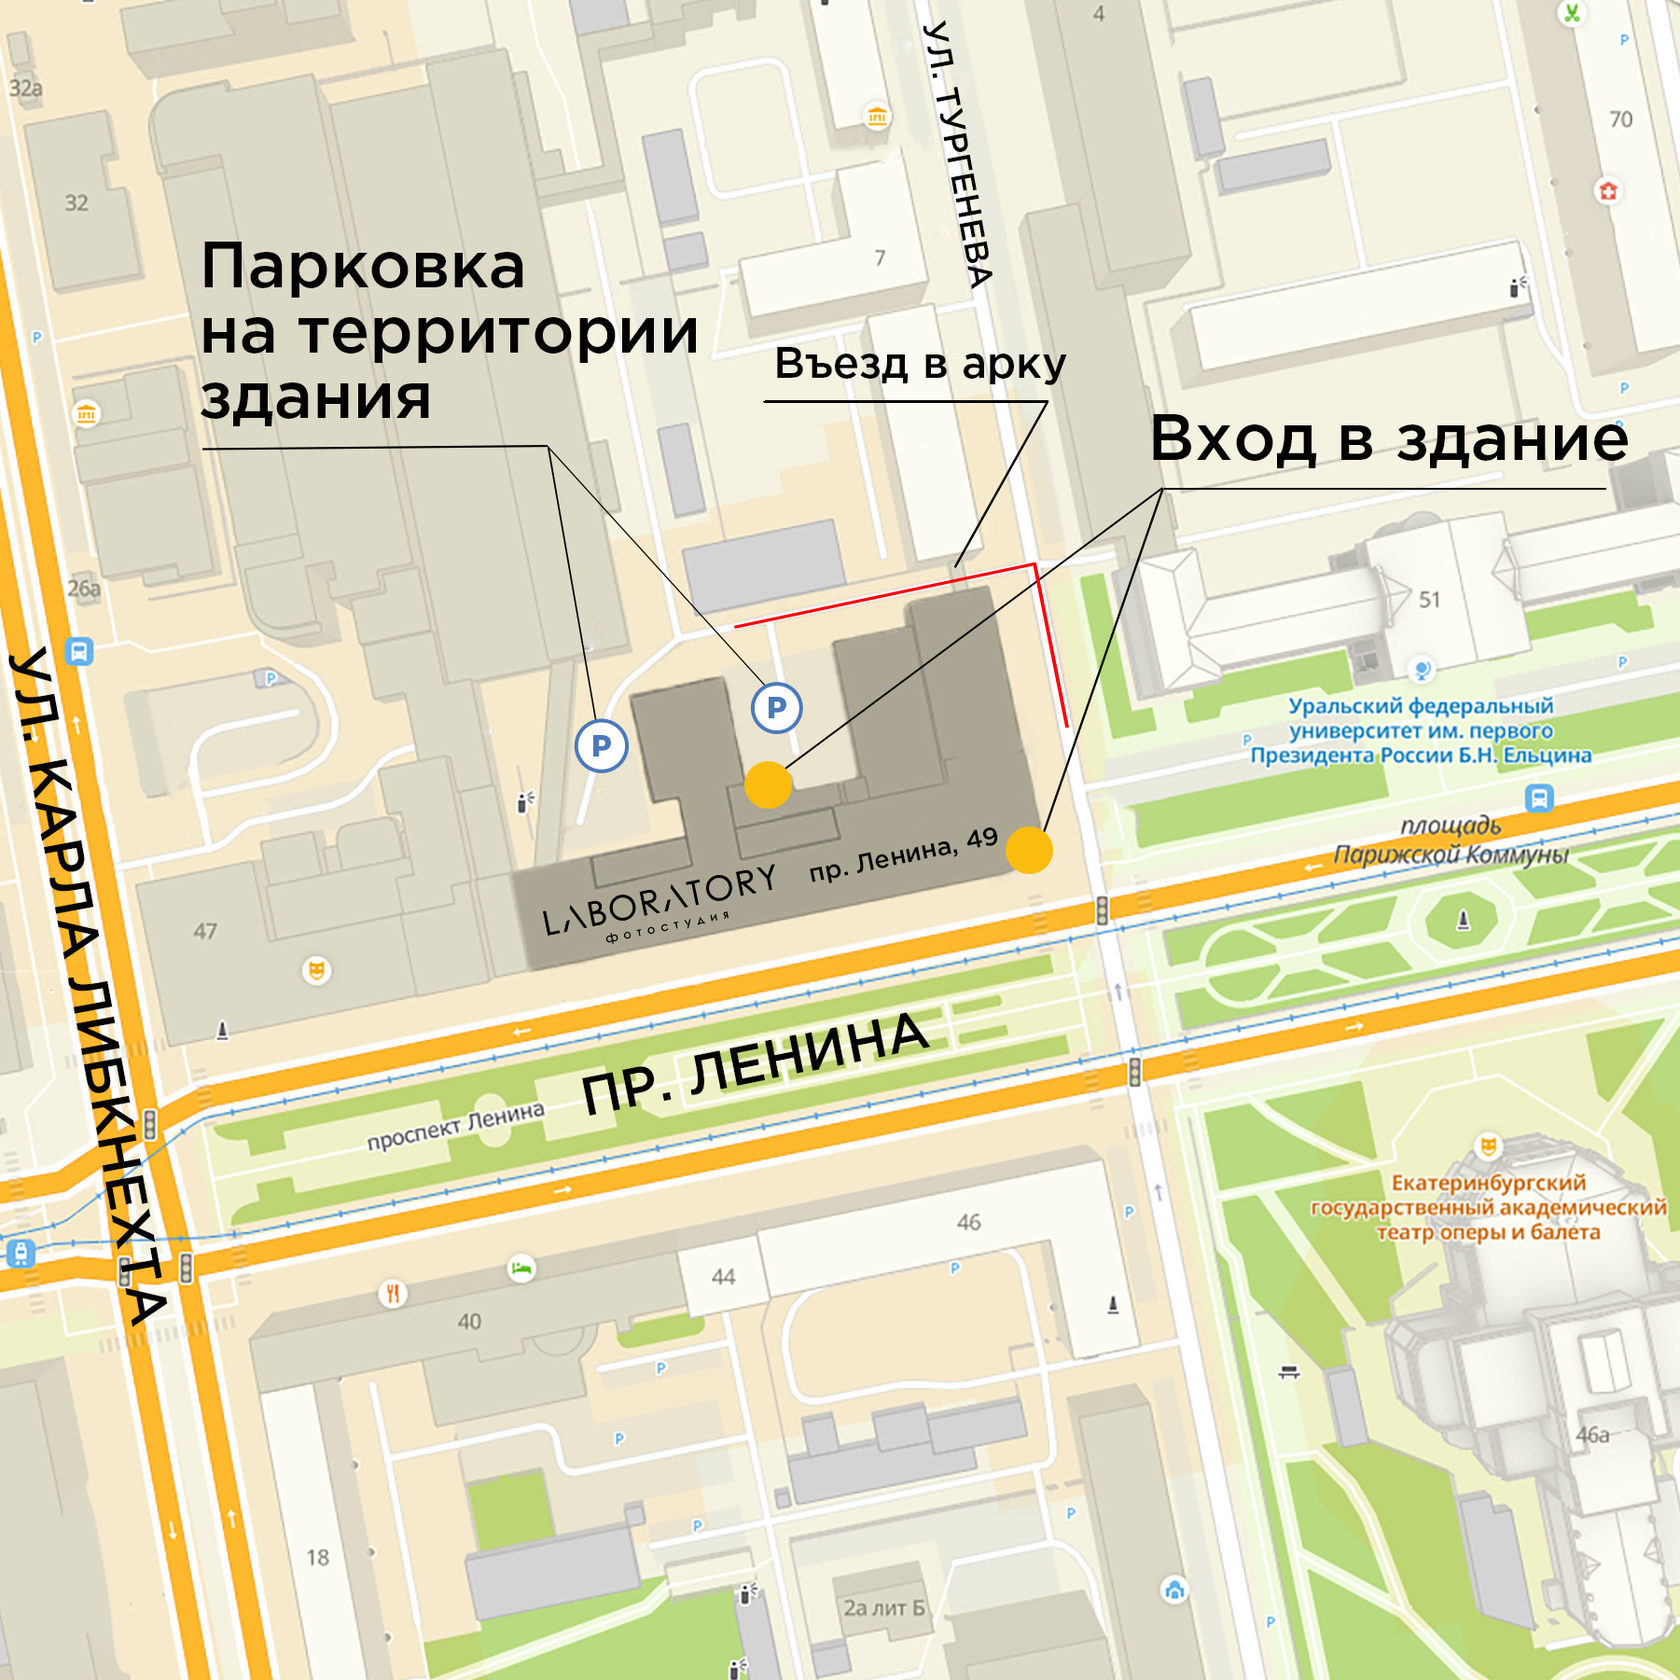 4
32а
УЛ. ТУРГЕНЕВА
P
70
32
7
Парковка
на территории
здания
P
Въезд в арку
P
Вход в здание
26а
51
P
P
УЛ. КАРЛА ЛИБКНЕХТА
P
P
P
Уральский федеральный
университет им. первого
Президента России Б.Н. Ельцина
площадь
Парижской Коммуны
пр. Ленина, 49
LABORATORY
фотостудия
47
ПР. ЛЕНИНА
проспект Ленина
Екатеринбургский
государственный академический
театр оперы и балета
46
P
P
44
40
P
P
46а
P
P
18
2а лит Б
P